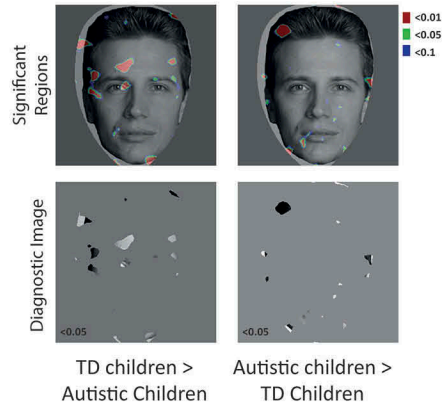 Significant
Regions
<0.01
<0.05
<0.1
Diagnostic Image
<0.05
<0.05
TD children >
Autistic Children
Autistic children >
TD Children